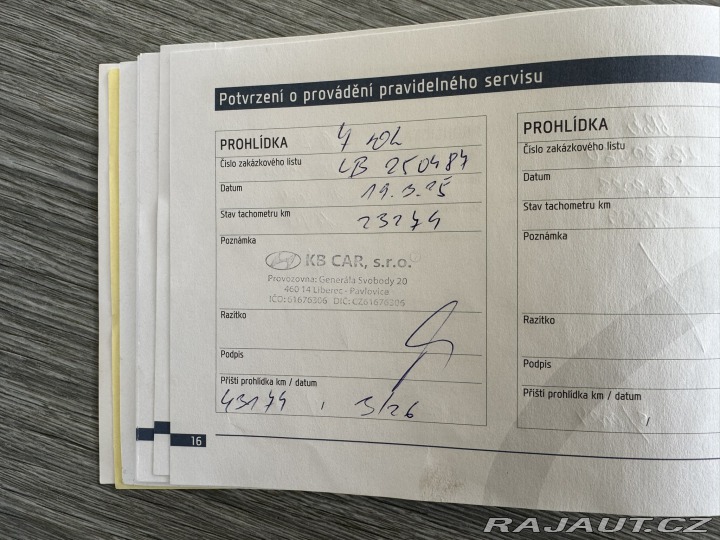 Potvrzení o provádění pravidelného servisu
PROHLÍDKA 4 rok
Číslo zakázkového listu LB 250484
Datum 19.3.25
Stav tachometru km 23274
Poznámka
KB CAR, s.r.o.
Provozovna: Generála Svobody 20
460 14 Liberec - Pavlovice
IČO: 61676306 DIČ: CZ61676306
Razítko
Podpis
Příští prohlídka km / datum
43174 , 3/26
16
PROHLÍDKA
Číslo zakázkového listu
Datum
Stav tachometru km
Poznámka
Razítko
Podpis
Příští prohlídka km / datum
/
RAJAUT.CZ